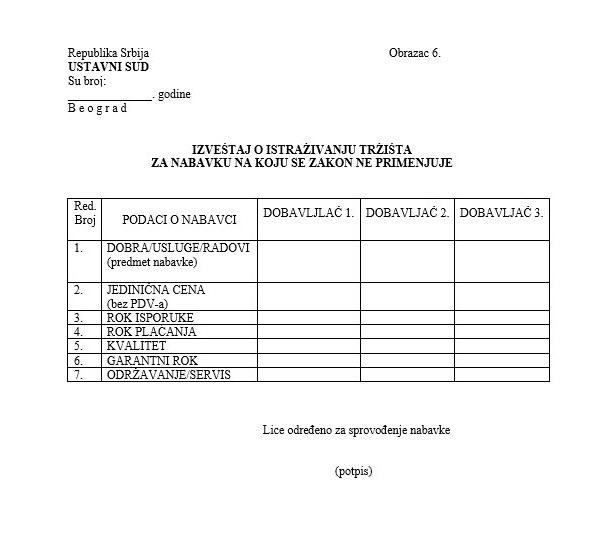 Republika Srbija Obrazac 6.
USTAVNI SUD
Su broj:
______________. godine
B e o g r a d
IZVEŠTAJ O ISTRAŽIVANJU TRŽIŠTA
ZA NABAVKU NA KOJU SE ZAKON NE PRIMENJUJE
Red.
Broj PODACI O NABAVCI DOBAVLJLAČ 1. DOBAVLJAČ 2. DOBAVLJAČ 3.
1. DOBRA/USLUGE/RADOVI
(predmet nabavke)
2. JEDINIČNA CENA
(bez PDV-a)
3. ROK ISPORUKE
4. ROK PLAĆANJA
5. KVALITET
6. GARANTNI ROK
7. ODRŽAVANJE/SERVIS
Lice određeno za sprovođenje nabavke
(potpis)